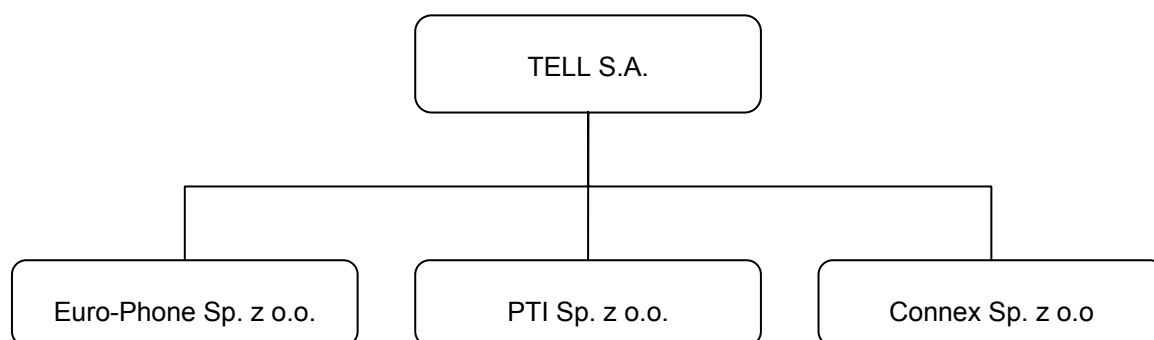 TELL S.A.
Euro-Phone Sp. z o.o.
PTI Sp. z o.o.
Connex Sp. z o.o